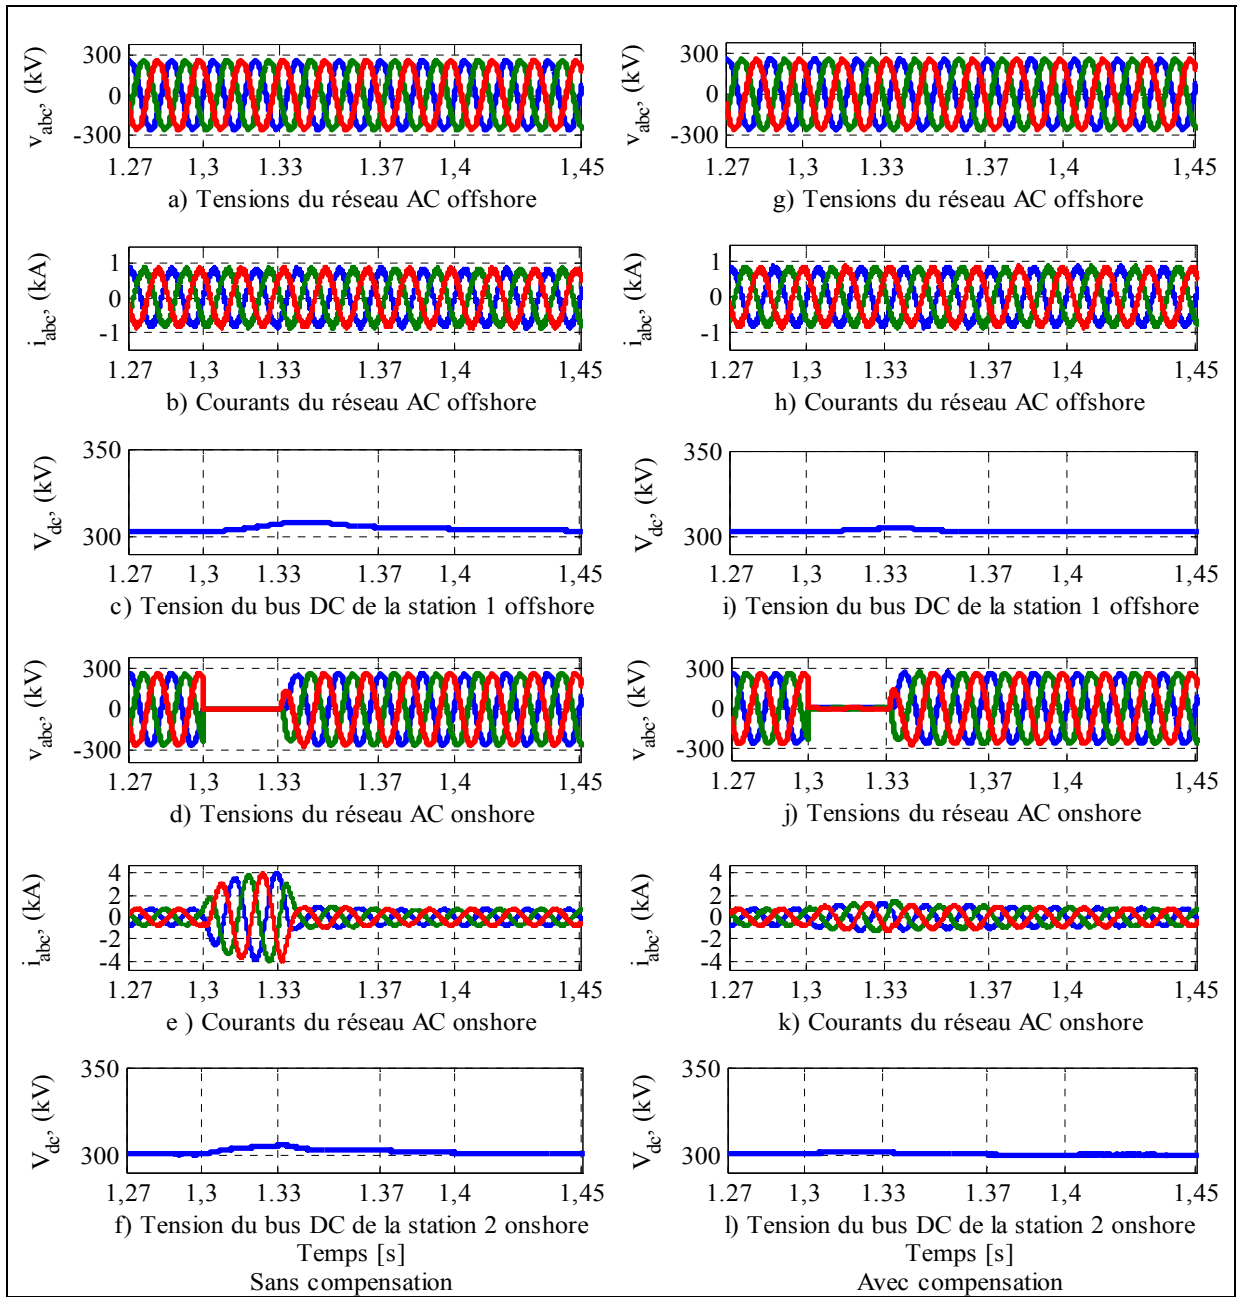 300
0
-300
v_abc, (kV)
1.27 1,3 1.33 1.37 1,4 1,45
a) Tensions du réseau AC offshore
1
0
-1
i_abc, (kA)
1.27 1,3 1.33 1.37 1,4 1,45
b) Courants du réseau AC offshore
350
300
V_dc, (kV)
1.27 1,3 1.33 1.37 1,4 1,45
c) Tension du bus DC de la station 1 offshore
300
0
-300
v_abc, (kV)
1.27 1,3 1.33 1.37 1,4 1,45
d) Tensions du réseau AC onshore
4
2
0
-2
-4
i_abc, (kA)
1.27 1,3 1.33 1.37 1,4 1,45
e ) Courants du réseau AC onshore
350
300
V_dc, (kV)
1,27 1,3 1.33 1.37 1,4 1,45
f) Tension du bus DC de la station 2 onshore
Temps [s]
Sans compensation
300
0
-300
v_abc, (kV)
1.27 1,3 1.33 1.37 1,4 1,45
g) Tensions du réseau AC offshore
1
0
-1
i_abc, (kA)
1.27 1,3 1.33 1.37 1,4 1,45
h) Courants du réseau AC offshore
350
300
V_dc, (kV)
1.27 1,3 1.33 1.37 1,4 1,45
i) Tension du bus DC de la station 1 offshore
300
0
-300
v_abc, (kV)
1.27 1,3 1.33 1.37 1,4 1,45
j) Tensions du réseau AC onshore
4
2
0
-2
-4
i_abc, (kA)
1.27 1,3 1.33 1.37 1,4 1,45
k) Courants du réseau AC onshore
350
300
V_dc, (kV)
1.27 1,3 1.33 1.37 1,4 1,45
l) Tension du bus DC de la station 2 onshore
Temps [s]
Avec compensation